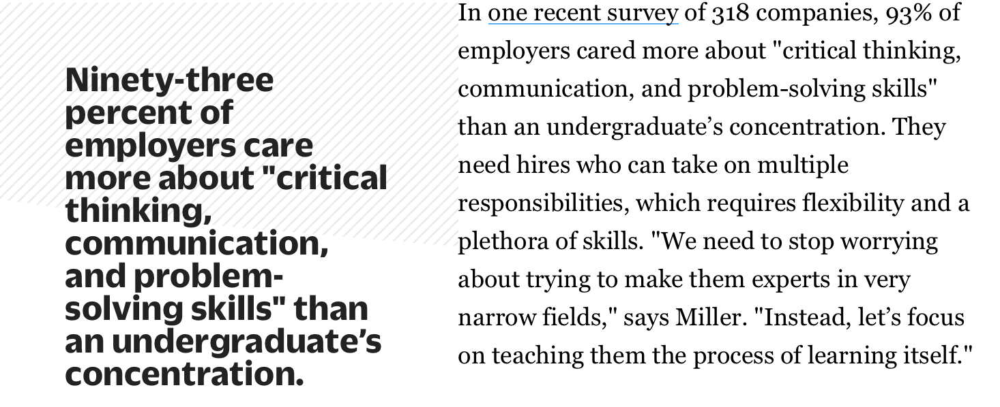 Ninety-three
percent of
employers care
more about "critical
thinking,
communication,
and problem-
solving skills" than
an undergraduate’s
concentration.
In one recent survey of 318 companies, 93% of
employers cared more about "critical thinking,
communication, and problem-solving skills"
than an undergraduate’s concentration. They
need hires who can take on multiple
responsibilities, which requires flexibility and a
plethora of skills. "We need to stop worrying
about trying to make them experts in very
narrow fields," says Miller. "Instead, let’s focus
on teaching them the process of learning itself."